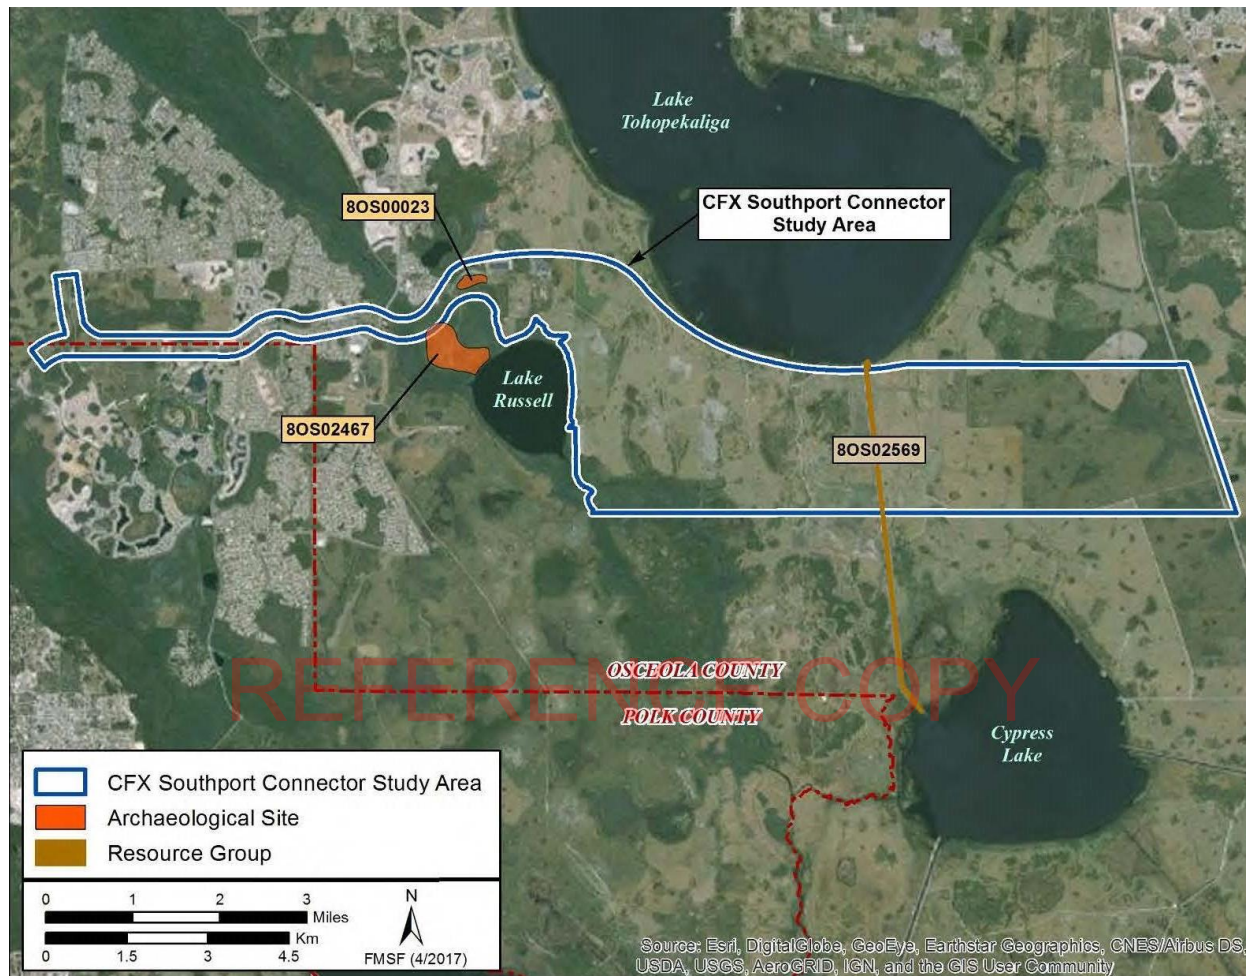 Lake
Tohopekaliga
8OS00023
CFX Southport Connector
Study Area
Lake
Russell
8OS02467
8OS02569
OSCEOLA COUNTY
REFERENCE COPY
POLK COUNTY
Cypress
Lake
CFX Southport Connector Study Area
Archaeological Site
Resource Group
0 1 2 3 Miles
Km
0 1.5 3 4.5
N
FMSF (4/2017)
Source: Esri, DigitalGlobe, GeoEye, Earthstar Geographics, CNES/Airbus DS,
USDA, USGS, AeroGRID, IGN, and the GIS User Community